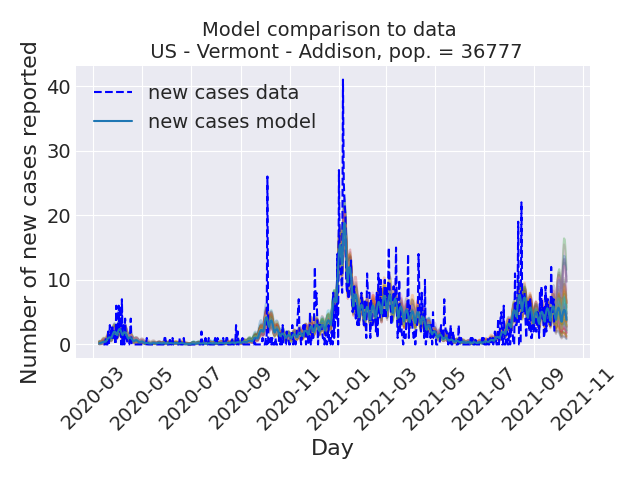 Model comparison to data
US - Vermont - Addison, pop. = 36777
new cases data
new cases model
Number of new cases reported
40
30
20
10
0
2020-03
2020-05
2020-07
2020-09
2020-11
2021-01
2021-03
2021-05
2021-07
2021-09
2021-11
Day